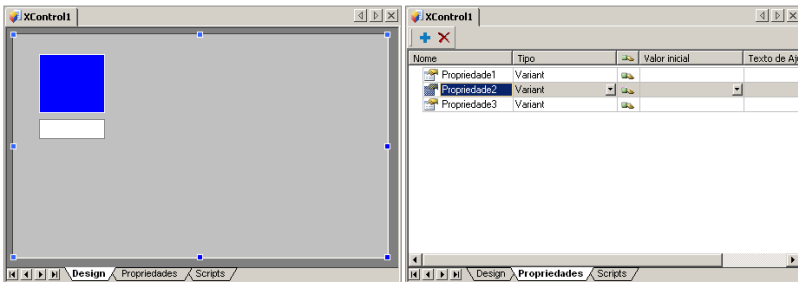 XControl1
Design Propriedades Scripts
XControl1
Nome Tipo Valor inicial Texto de Aj
Propriedade1 Variant
Propriedade2 Variant
Propriedade3 Variant
Design Propriedades Scripts